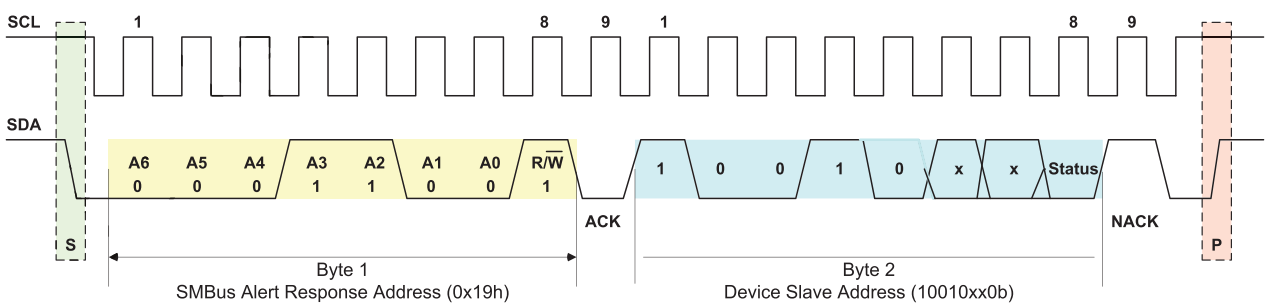 SCL 1 8 9 1 8 9
SDA
A6 A5 A4 A3 A2 A1 A0 R/W 1 0 0 1 0 x x Status
0 0 0 1 1 0 0 1
ACK NACK
S P
Byte 1 Byte 2
SMBus Alert Response Address (0x19h) Device Slave Address (10010xx0b)